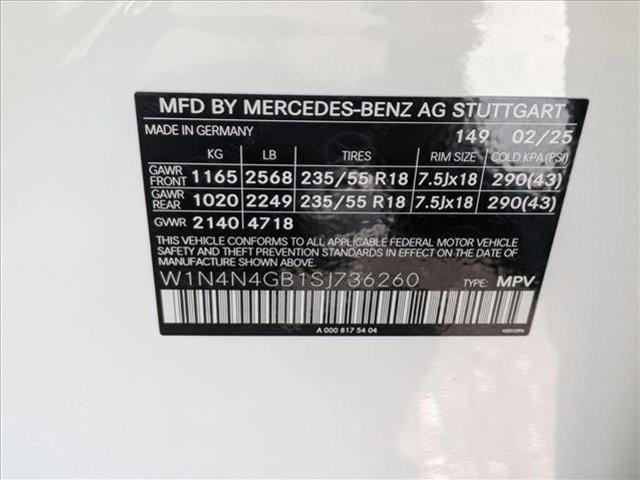 MFD BY MERCEDES-BENZ AG STUTTGART
MADE IN GERMANY 149 02/25
KG LB TIRES RIM SIZE COLD KPA (PSI)
GAWR FRONT 1165 2568 235/55 R18 7.5Jx18 290(43)
GAWR REAR 1020 2249 235/55 R18 7.5Jx18 290(43)
GVWR 2140 4718
THIS VEHICLE CONFORMS TO ALL APPLICABLE FEDERAL MOTOR VEHICLE
SAFETY AND THEFT PREVENTION STANDARDS IN EFFECT ON THE DATE OF
MANUFACTURE SHOWN ABOVE.
W1N4N4GB1SJ736260 TYPE: MPV
A 000 817 54 04